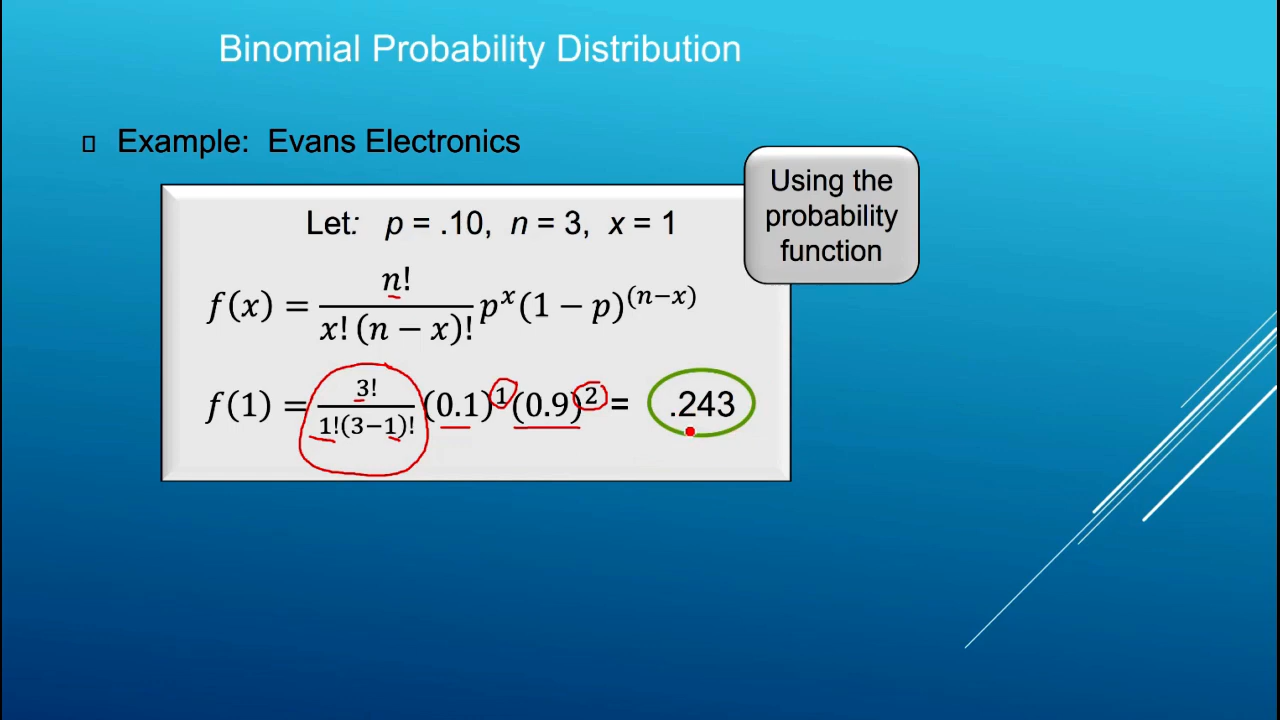 Binomial Probability Distribution
Example: Evans Electronics
Using the
probability
function
Let: p = .10, n = 3, x = 1
f(x) = n!/(x!(n − x)!) p^x(1 − p)^(n−x)
f(1) = 3!/(1!(3−1)!) (0.1)^1(0.9)^2 = .243